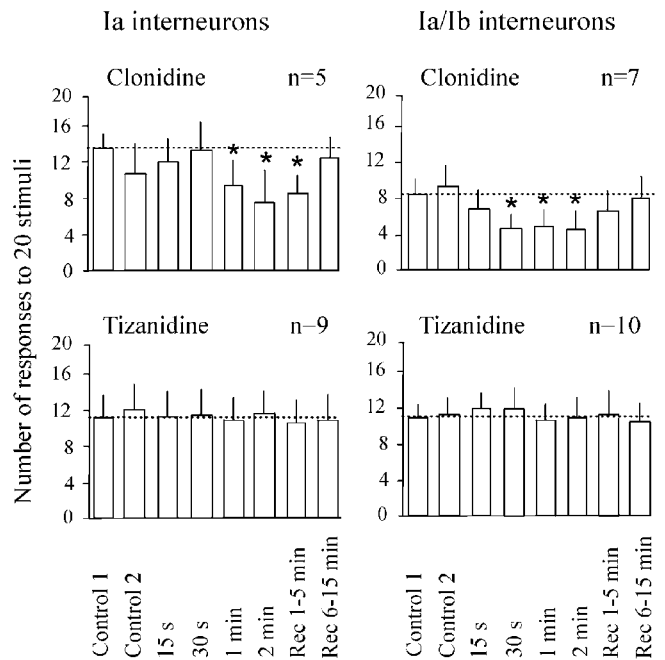 Ia interneurons
Ia/Ib interneurons
Clonidine n=5
Clonidine n=7
20
16
12
8
4
0
* * *
20
16
12
8
4
0
* * *
Number of responses to 20 stimuli
Tizanidine n–9
Tizanidine n–10
20
16
12
8
4
0
20
16
12
8
4
0
Control 1
Control 2
15 s
30 s
1 min
2 min
Rec 1-5 min
Rec 6-15 min
Control 1
Control 2
15 s
30 s
1 min
2 min
Rec 1-5 min
Rec 6-15 min